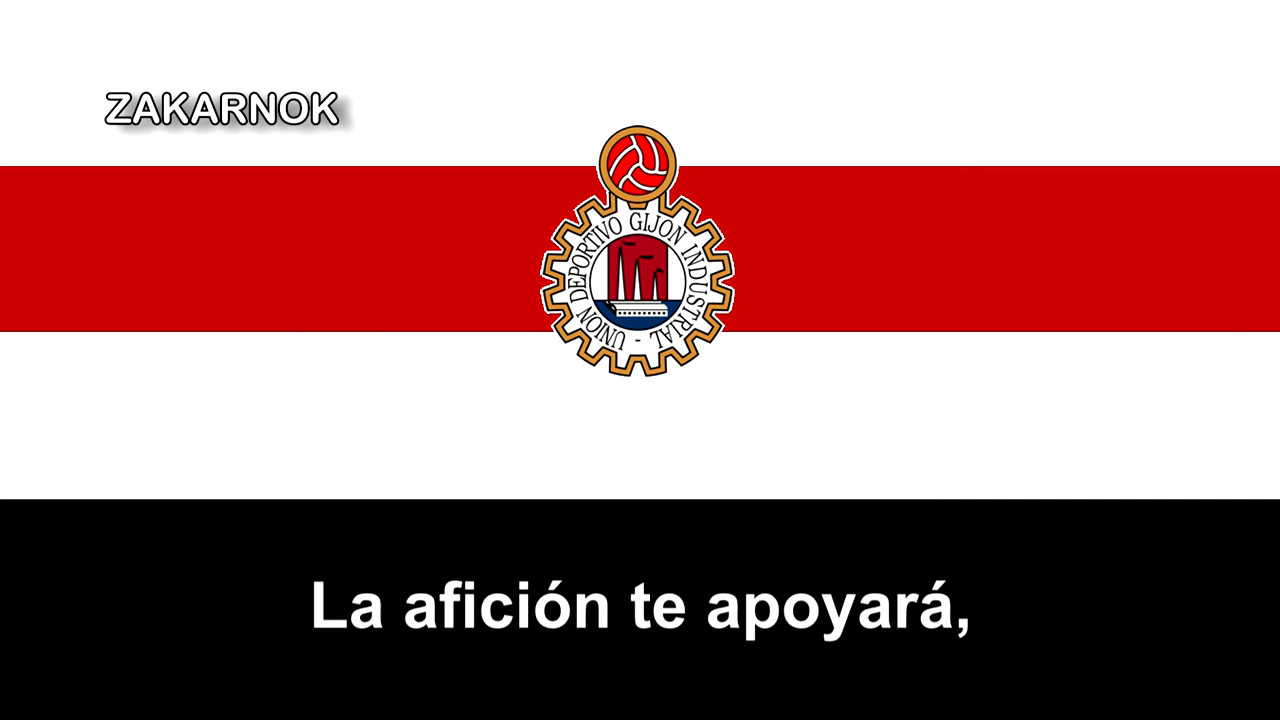 ZAKARNOK
UNION DEPORTIVO GIJON INDUSTRIAL -
La afición te apoyará,